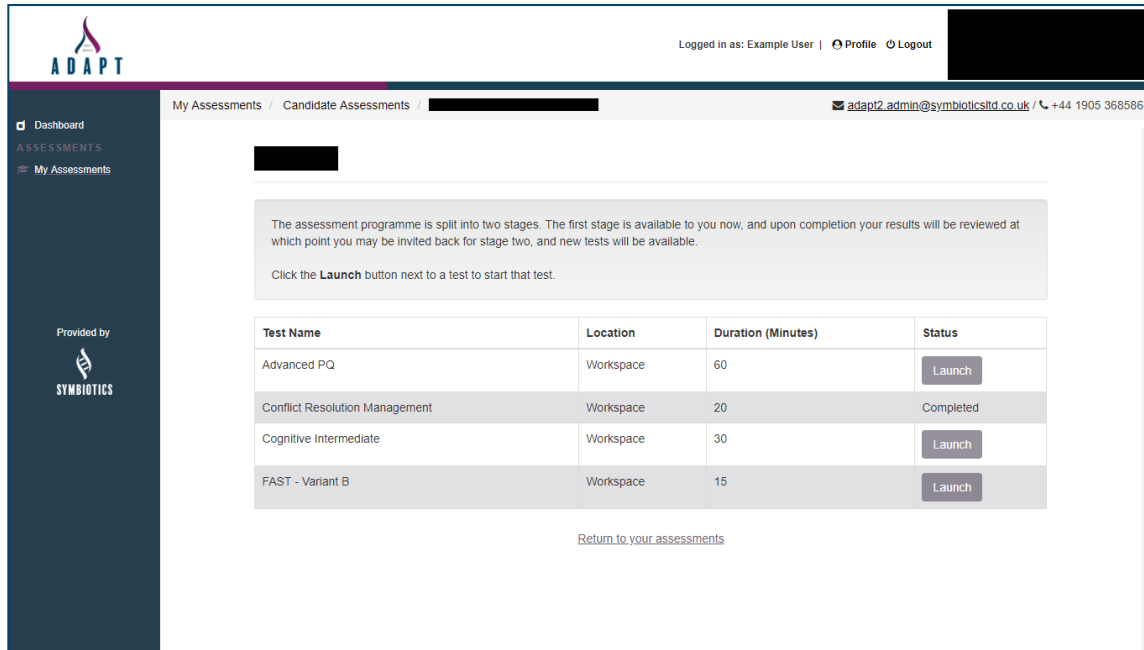 Logged in as: Example User | Profile Logout
ADAPT
My Assessments / Candidate Assessments /
adapt2.admin@symbioticsltd.co.uk / +44 1905 368586
Dashboard
ASSESSMENTS
My Assessments
The assessment programme is split into two stages. The first stage is available to you now, and upon completion your results will be reviewed at
which point you may be invited back for stage two, and new tests will be available.
Click the Launch button next to a test to start that test.
Provided by
SYMBIOTICS
Test Name Location Duration (Minutes) Status
Advanced PQ Workspace 60 Launch
Conflict Resolution Management Workspace 20 Completed
Cognitive Intermediate Workspace 30 Launch
FAST - Variant B Workspace 15 Launch
Return to your assessments